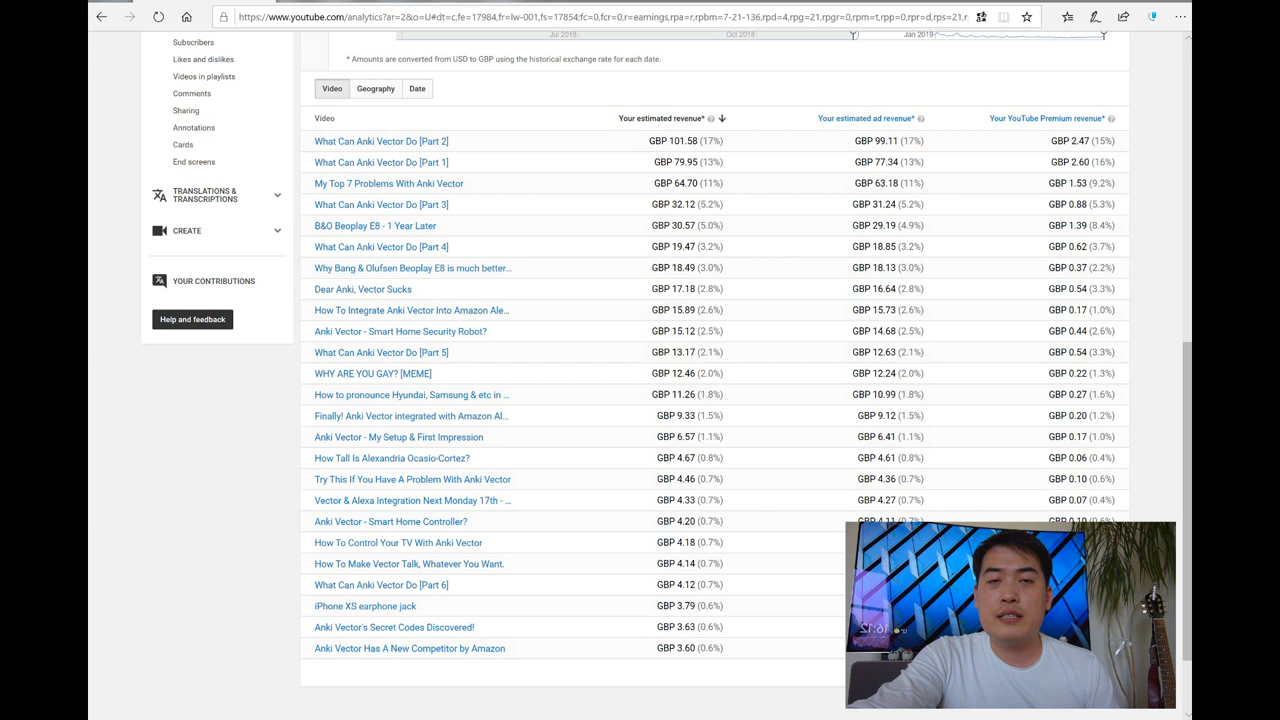 https://www.youtube.com/analytics?ar=2&o=U#dt=c,fe=17984,fr=lw-001,fs=17854;fc=0,fcr=0,r=earnings,rpa=r,rpbm=7-21-136,rpd=4,rpg=21,rpgr=0,rpm=t,rpp=0,rpr=d,rps=21,r
Jul 2018 Oct 2018 Jan 2019
Subscribers
Likes and dislikes
Videos in playlists
Comments
Sharing
Annotations
Cards
End screens
TRANSLATIONS &
TRANSCRIPTIONS
CREATE
YOUR CONTRIBUTIONS
Help and feedback
* Amounts are converted from USD to GBP using the historical exchange rate for each date.
Video Geography Date
Video Your estimated revenue* Your estimated ad revenue* Your YouTube Premium revenue*
What Can Anki Vector Do [Part 2] GBP 101.58 (17%) GBP 99.11 (17%) GBP 2.47 (15%)
What Can Anki Vector Do [Part 1] GBP 79.95 (13%) GBP 77.34 (13%) GBP 2.60 (16%)
My Top 7 Problems With Anki Vector GBP 64.70 (11%) GBP 63.18 (11%) GBP 1.53 (9.2%)
What Can Anki Vector Do [Part 3] GBP 32.12 (5.2%) GBP 31.24 (5.2%) GBP 0.88 (5.3%)
B&O Beoplay E8 - 1 Year Later GBP 30.57 (5.0%) GBP 29.19 (4.9%) GBP 1.39 (8.4%)
What Can Anki Vector Do [Part 4] GBP 19.47 (3.2%) GBP 18.85 (3.2%) GBP 0.62 (3.7%)
Why Bang & Olufsen Beoplay E8 is much better... GBP 18.49 (3.0%) GBP 18.13 (3.0%) GBP 0.37 (2.2%)
Dear Anki, Vector Sucks GBP 17.18 (2.8%) GBP 16.64 (2.8%) GBP 0.54 (3.3%)
How To Integrate Anki Vector Into Amazon Ale... GBP 15.89 (2.6%) GBP 15.73 (2.6%) GBP 0.17 (1.0%)
Anki Vector - Smart Home Security Robot? GBP 15.12 (2.5%) GBP 14.68 (2.5%) GBP 0.44 (2.6%)
What Can Anki Vector Do [Part 5] GBP 13.17 (2.1%) GBP 12.63 (2.1%) GBP 0.54 (3.3%)
WHY ARE YOU GAY? [MEME] GBP 12.46 (2.0%) GBP 12.24 (2.0%) GBP 0.22 (1.3%)
How to pronounce Hyundai, Samsung & etc in ... GBP 11.26 (1.8%) GBP 10.99 (1.8%) GBP 0.27 (1.6%)
Finally! Anki Vector integrated with Amazon Al... GBP 9.33 (1.5%) GBP 9.12 (1.5%) GBP 0.20 (1.2%)
Anki Vector - My Setup & First Impression GBP 6.57 (1.1%) GBP 6.41 (1.1%) GBP 0.17 (1.0%)
How Tall Is Alexandria Ocasio-Cortez? GBP 4.67 (0.8%) GBP 4.61 (0.8%) GBP 0.06 (0.4%)
Try This If You Have A Problem With Anki Vector GBP 4.46 (0.7%) GBP 4.36 (0.7%) GBP 0.10 (0.6%)
Vector & Alexa Integration Next Monday 17th - ... GBP 4.33 (0.7%) GBP 4.27 (0.7%) GBP 0.07 (0.4%)
Anki Vector - Smart Home Controller? GBP 4.20 (0.7%) GBP 4.11 (0.7%) GBP 0.10 (0.6%)
How To Control Your TV With Anki Vector GBP 4.18 (0.7%)
How To Make Vector Talk, Whatever You Want. GBP 4.14 (0.7%)
What Can Anki Vector Do [Part 6] GBP 4.12 (0.7%)
iPhone XS earphone jack GBP 3.79 (0.6%)
Anki Vector's Secret Codes Discovered! GBP 3.63 (0.6%)
Anki Vector Has A New Competitor by Amazon GBP 3.60 (0.6%)
16:12